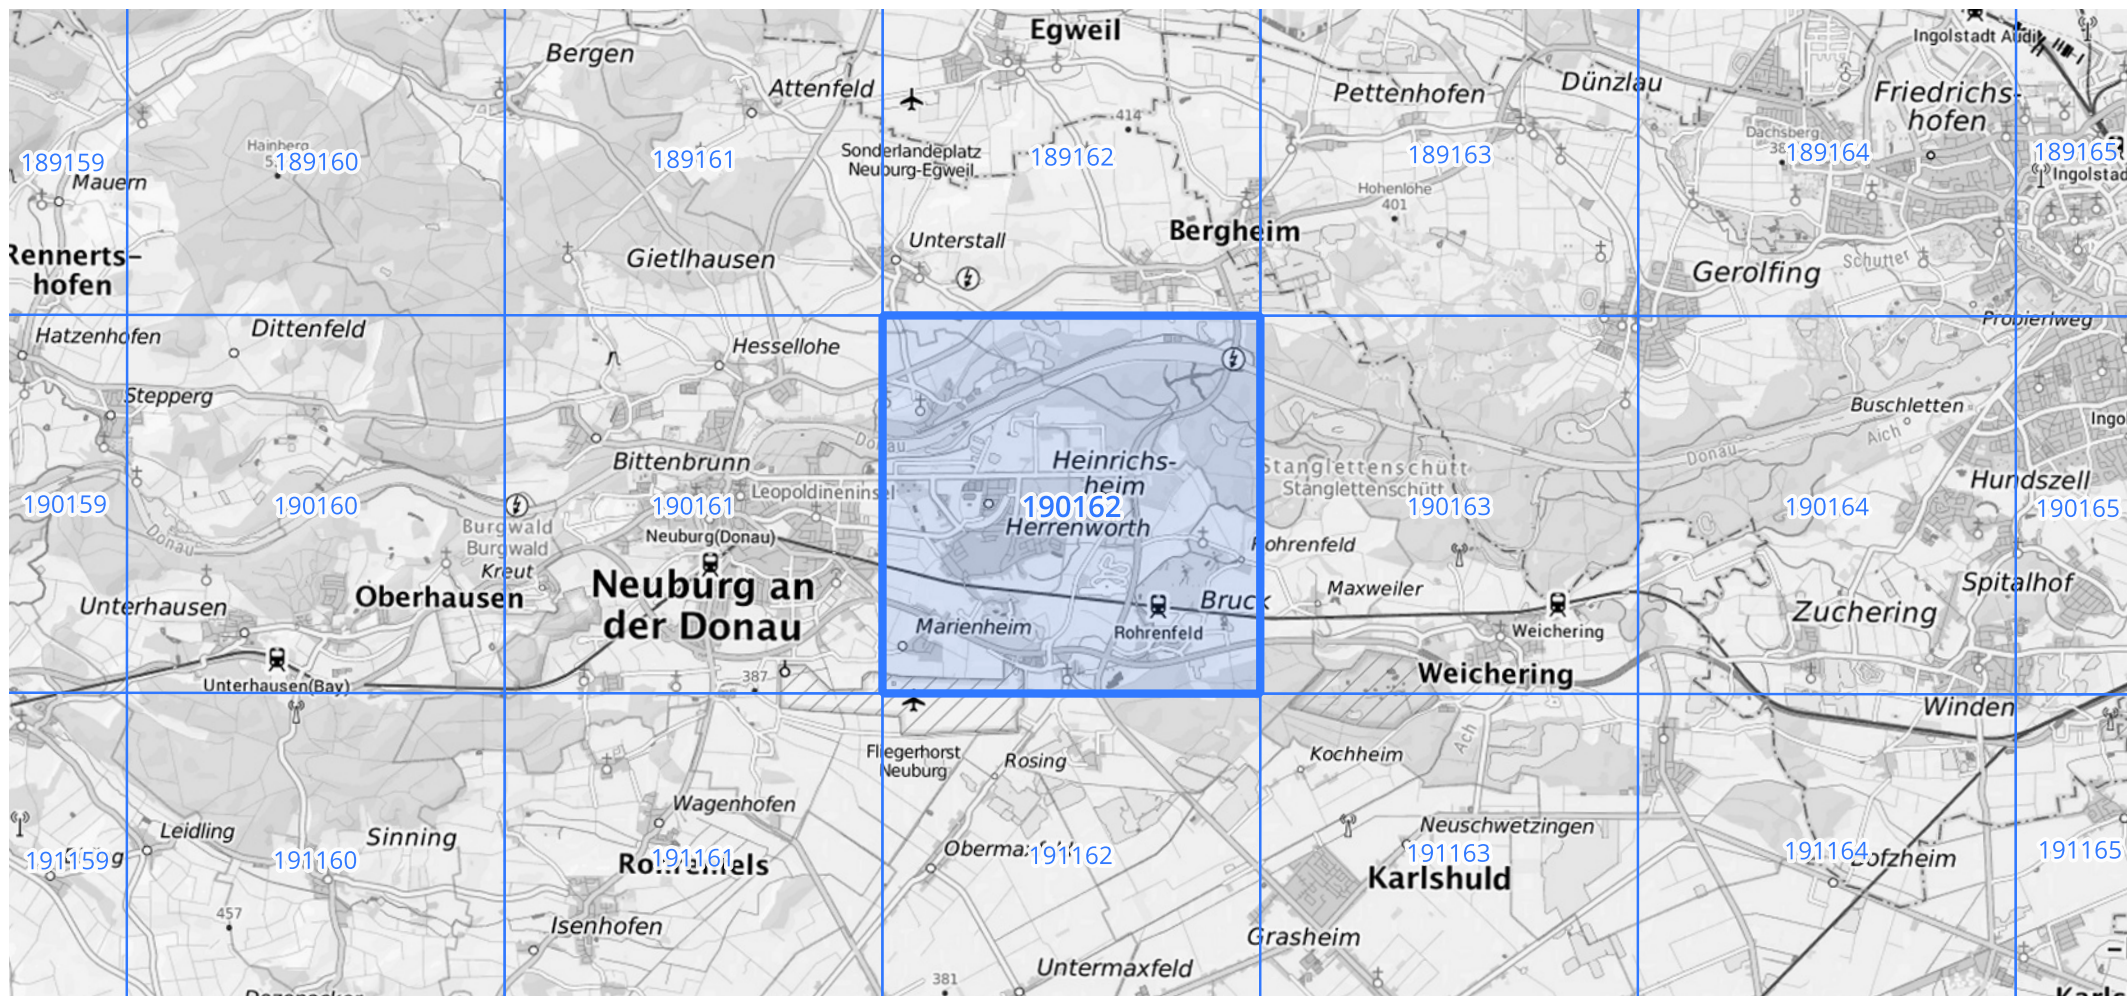 Egweil
Ingolstadt Audi
Bergen
Attenfeld
Pettenhofen
Dünzlau
Friedrichs-
hofen
414
Dachsberg
Hainberg
Sonderlandeplatz
Neuburg-Egweil
189159
189160
189161
189162
189163
189164
189165
Mauern
Hohenlohe
401
Rennerts-
hofen
Gietlhausen
Unterstall
Bergheim
Gerolfing
Schutter
Hatzenhofen
Dittenfeld
Hessellohe
Probierlweg
Stepperg
Donau
Buschletten
Aich
Bittenbrunn
Leopoldineninsel
Heinrichs-
heim
Herrenwörth
Stanglettenschütt
Stanglettenschütt
Donau
Hundszell
190159
190160
190161
190162
190163
190164
190165
Donau
Burgwald
Burgwald
Kreut
Neuburg(Donau)
Rohrenfeld
Unterhausen
Oberhausen
Neuburg an
der Donau
Marienheim
Bruck
Rohrenfeld
Maxweiler
Weichering
Weichering
Zuchering
Spitalhof
Unterhausen(Bay)
387
Winden
Fliegerhorst
Neuburg
Rosing
Kochheim
Ach
Wagenhofen
Leidling
Sinning
Neuschwetzingen
191159
191160
191161
191162
191163
191164
191165
Karlshuld
457
Isenhofen
Grasheim
381
Untermaxfeld